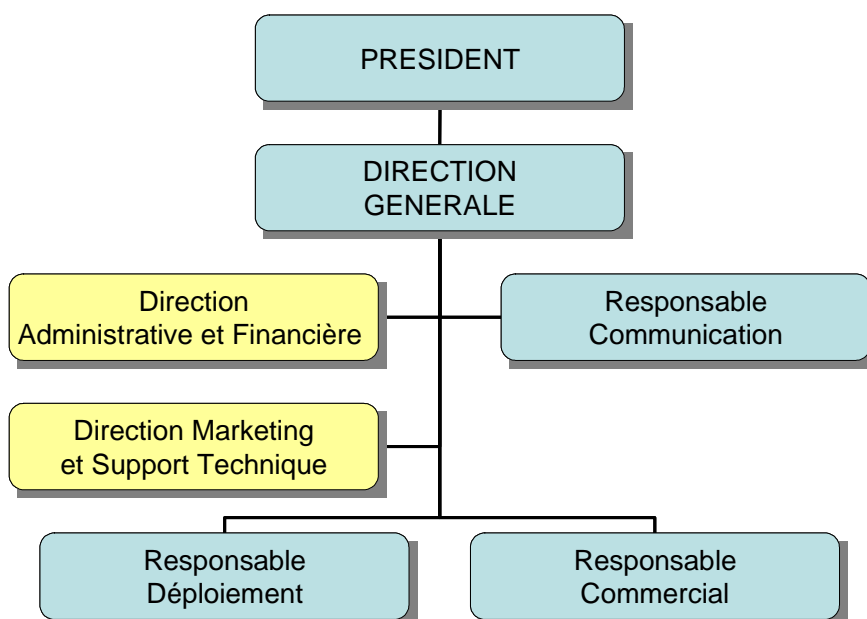 PRESIDENT
DIRECTION
GENERALE
Direction
Administrative et Financière
Responsable
Communication
Direction Marketing
et Support Technique
Responsable
Déploiement
Responsable
Commercial